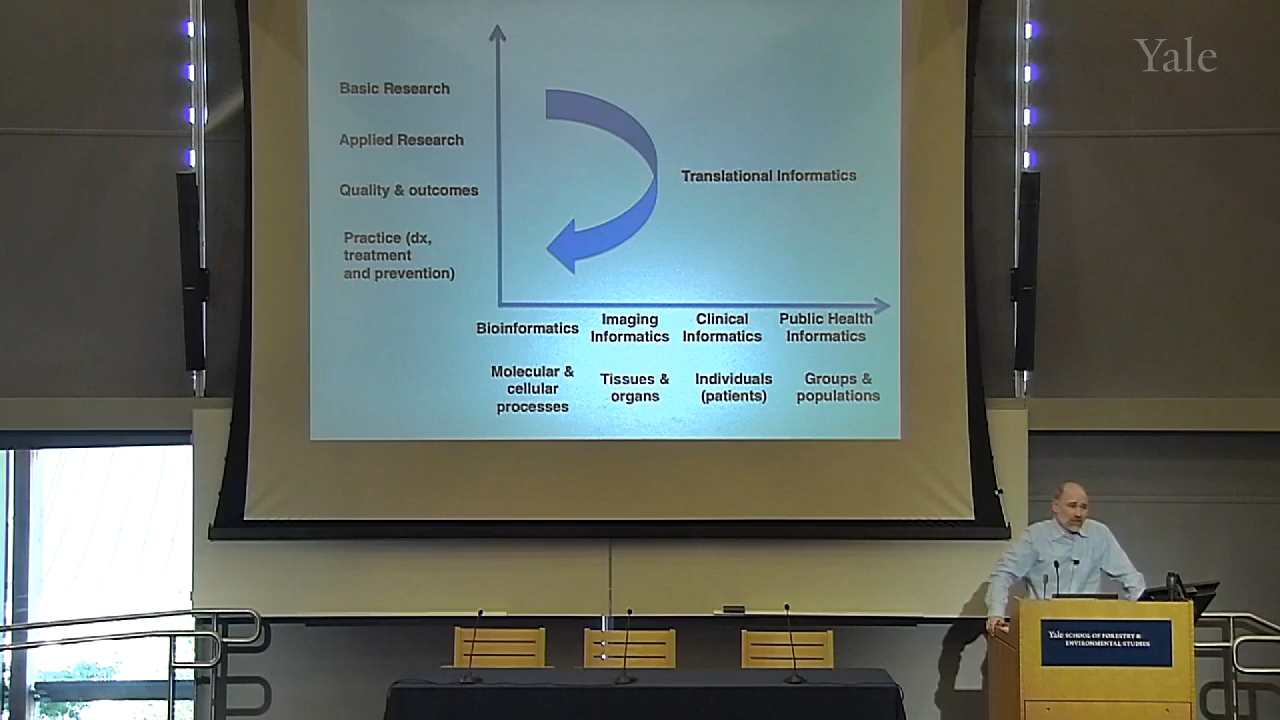 Yale
Basic Research
Applied Research
Quality & outcomes
Practice (dx,
treatment
and prevention)
Translational Informatics
Bioinformatics
Imaging
Informatics
Clinical
Informatics
Public Health
Informatics
Molecular &
cellular
processes
Tissues &
organs
Individuals
(patients)
Groups &
populations
Yale SCHOOL OF FORESTRY &
ENVIRONMENTAL STUDIES